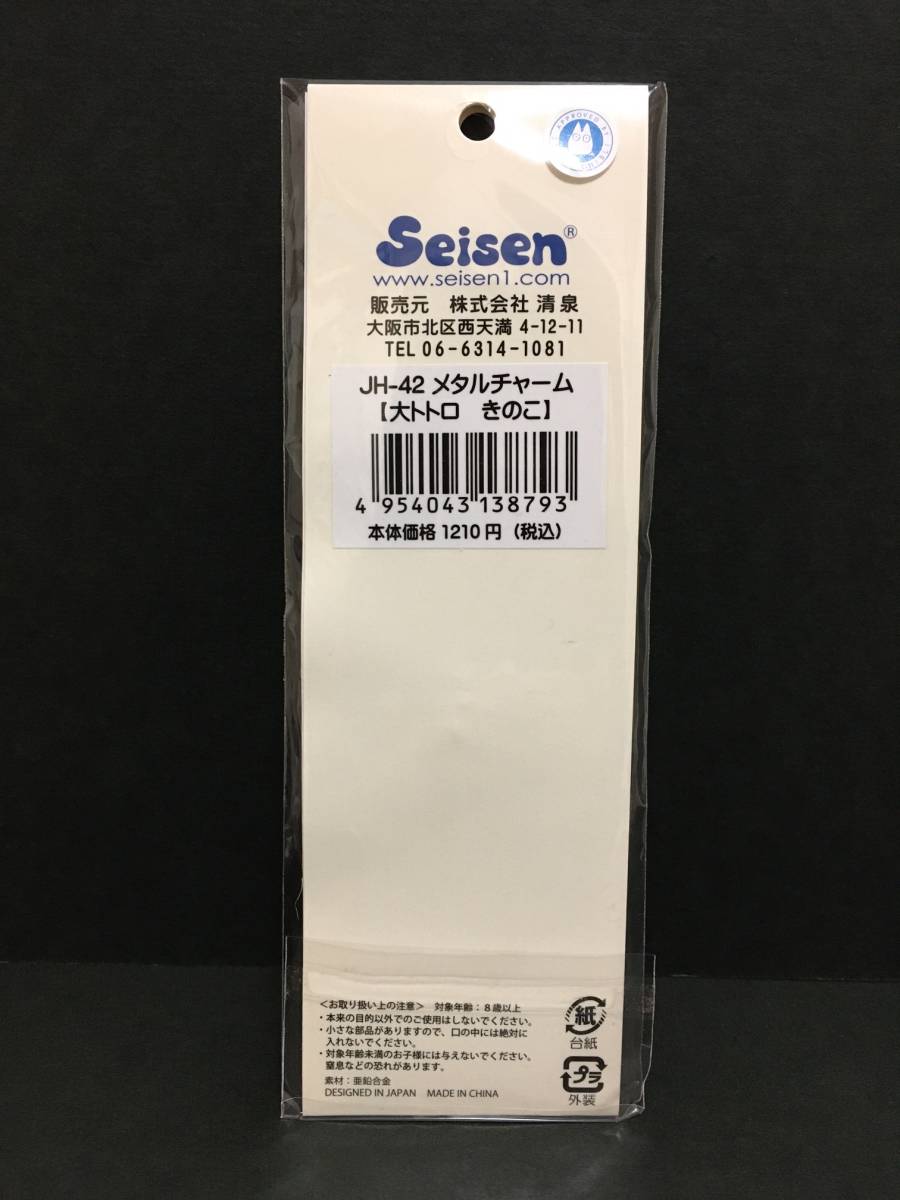 APPROVED BY
Seisen®
www.seisen1.com
販売元　株式会社 清泉
大阪市北区西天満 4-12-11
TEL 06-6314-1081
JH-42 メタルチャーム
【大トトロ　きのこ】
4 954043 138793
本体価格 1210 円（税込）
＜お取り扱い上の注意＞　対象年齢：８歳以上
・本来の目的以外でのご使用はしないでください。
・小さな部品がありますので、口の中には絶対に
入れないでください。
・対象年齢未満のお子様には与えないでください。
窒息などの恐れがあります。
素材：亜鉛合金
DESIGNED IN JAPAN　MADE IN CHINA
紙
台紙
プラ
外装